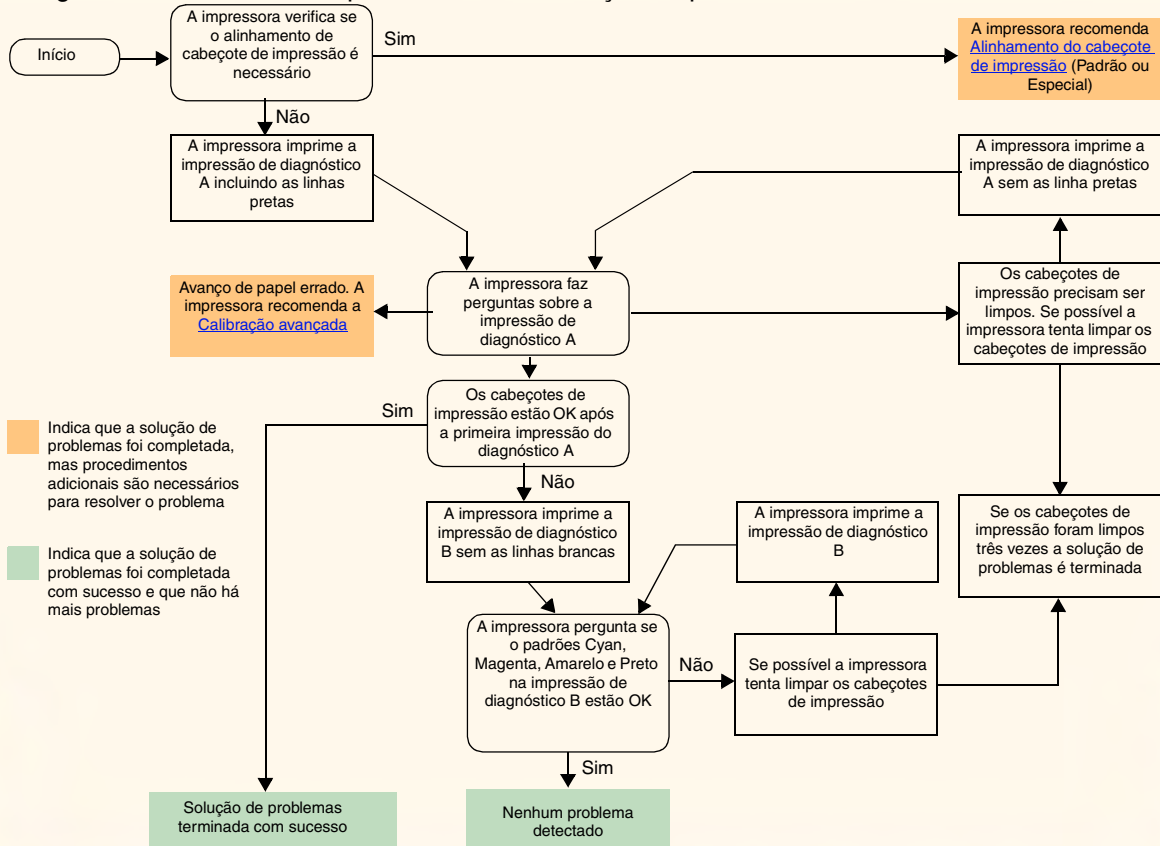 A impressora verifica se
o alinhamento de
cabeçote de impressão é
necessário
Início
Sim
A impressora recomenda
Alinhamento do cabeçote
de impressão (Padrão ou
Especial)
Não
A impressora imprime a
impressão de diagnóstico
A incluindo as linhas
pretas
A impressora imprime a
impressão de diagnóstico
A sem as linha pretas
Avanço de papel errado. A
impressora recomenda a
Calibração avançada
A impressora faz
perguntas sobre a
impressão de
diagnóstico A
Os cabeçotes de
impressão precisam ser
limpos. Se possível a
impressora tenta limpar os
cabeçotes de impressão
Os cabeçotes de
impressão estão OK após
a primeira impressão do
diagnóstico A
Sim
Não
Indica que a solução de
problemas foi completada,
mas procedimentos
adicionais são necessários
para resolver o problema
A impressora imprime a
impressão de diagnóstico
B sem as linhas brancas
A impressora imprime a
impressão de diagnóstico
B
Se os cabeçotes de
impressão foram limpos
três vezes a solução de
problemas é terminada
Indica que a solução de
problemas foi completada
com sucesso e que não há
mais problemas
A impressora pergunta se
o padrões Cyan,
Magenta, Amarelo e Preto
na impressão de
diagnóstico B estão OK
Não
Se possível a impressora
tenta limpar os cabeçotes
de impressão
Sim
Solução de problemas
terminada com sucesso
Nenhum problema
detectado